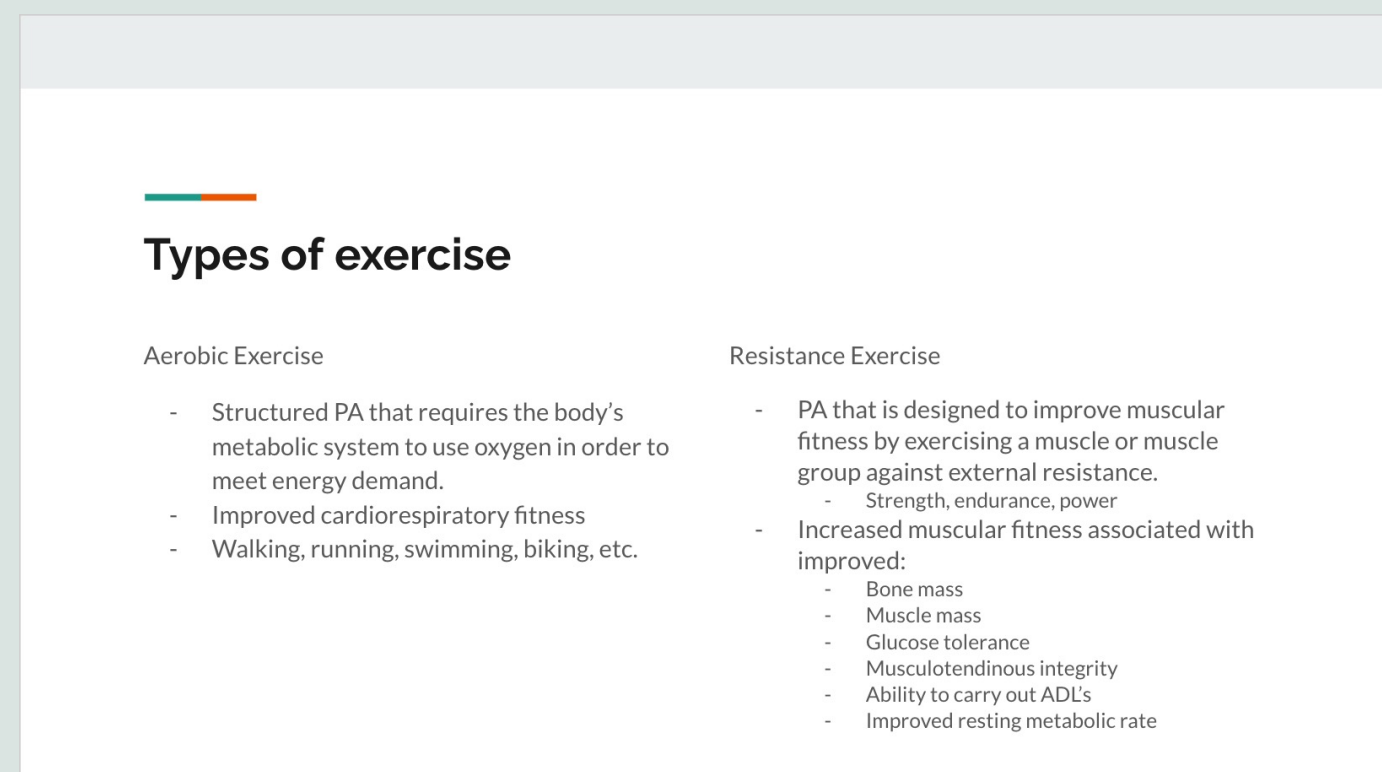 Types of exercise
Aerobic Exercise
- Structured PA that requires the body’s
metabolic system to use oxygen in order to
meet energy demand.
- Improved cardiorespiratory fitness
- Walking, running, swimming, biking, etc.
Resistance Exercise
- PA that is designed to improve muscular
fitness by exercising a muscle or muscle
group against external resistance.
- Strength, endurance, power
- Increased muscular fitness associated with
improved:
- Bone mass
- Muscle mass
- Glucose tolerance
- Musculotendinous integrity
- Ability to carry out ADL’s
- Improved resting metabolic rate